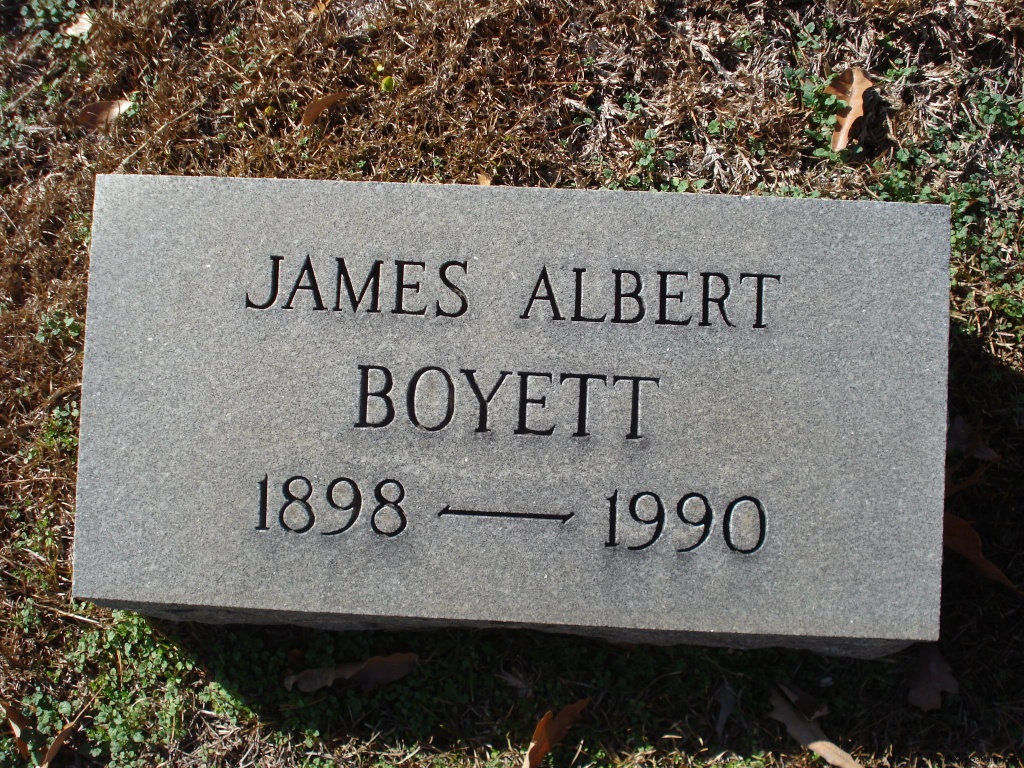 JAMES ALBERT
BOYETT
1898 — 1990